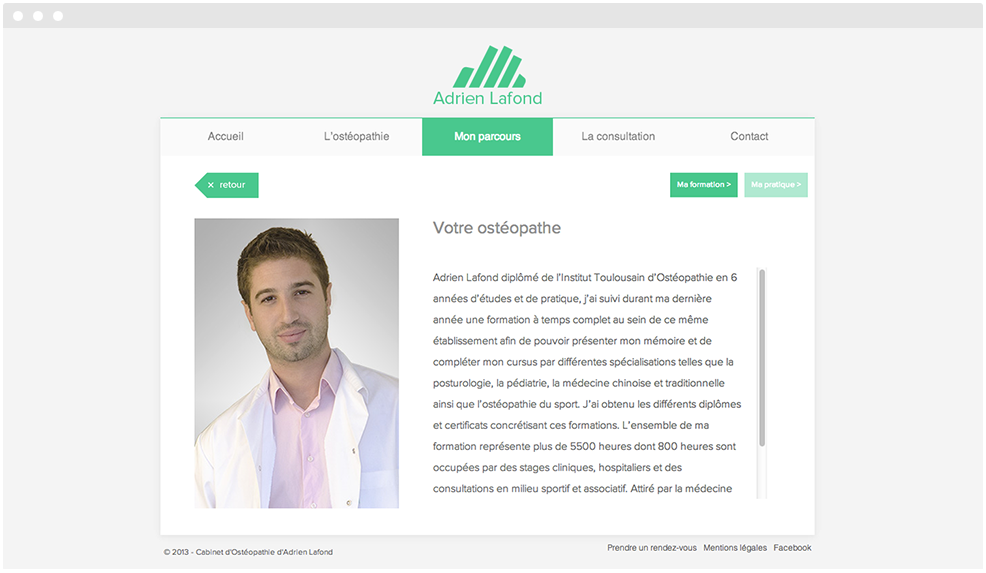 Adrien Lafond
Accueil L'ostéopathie Mon parcours La consultation Contact
× retour
Ma formation > Ma pratique >
Votre ostéopathe
Adrien Lafond diplômé de l'Institut Toulousain d'Ostéopathie en 6
années d'études et de pratique, j'ai suivi durant ma dernière
année une formation à temps complet au sein de ce même
établissement afin de pouvoir présenter mon mémoire et de
compléter mon cursus par différentes spécialisations telles que la
posturologie, la pédiatrie, la médecine chinoise et traditionnelle
ainsi que l'ostéopathie du sport. J'ai obtenu les différents diplômes
et certificats concrétisant ces formations. L'ensemble de ma
formation représente plus de 5500 heures dont 800 heures sont
occupées par des stages cliniques, hospitaliers et des
consultations en milieu sportif et associatif. Attiré par la médecine
© 2013 - Cabinet d'Ostéopathie d'Adrien Lafond
Prendre un rendez-vous Mentions légales Facebook